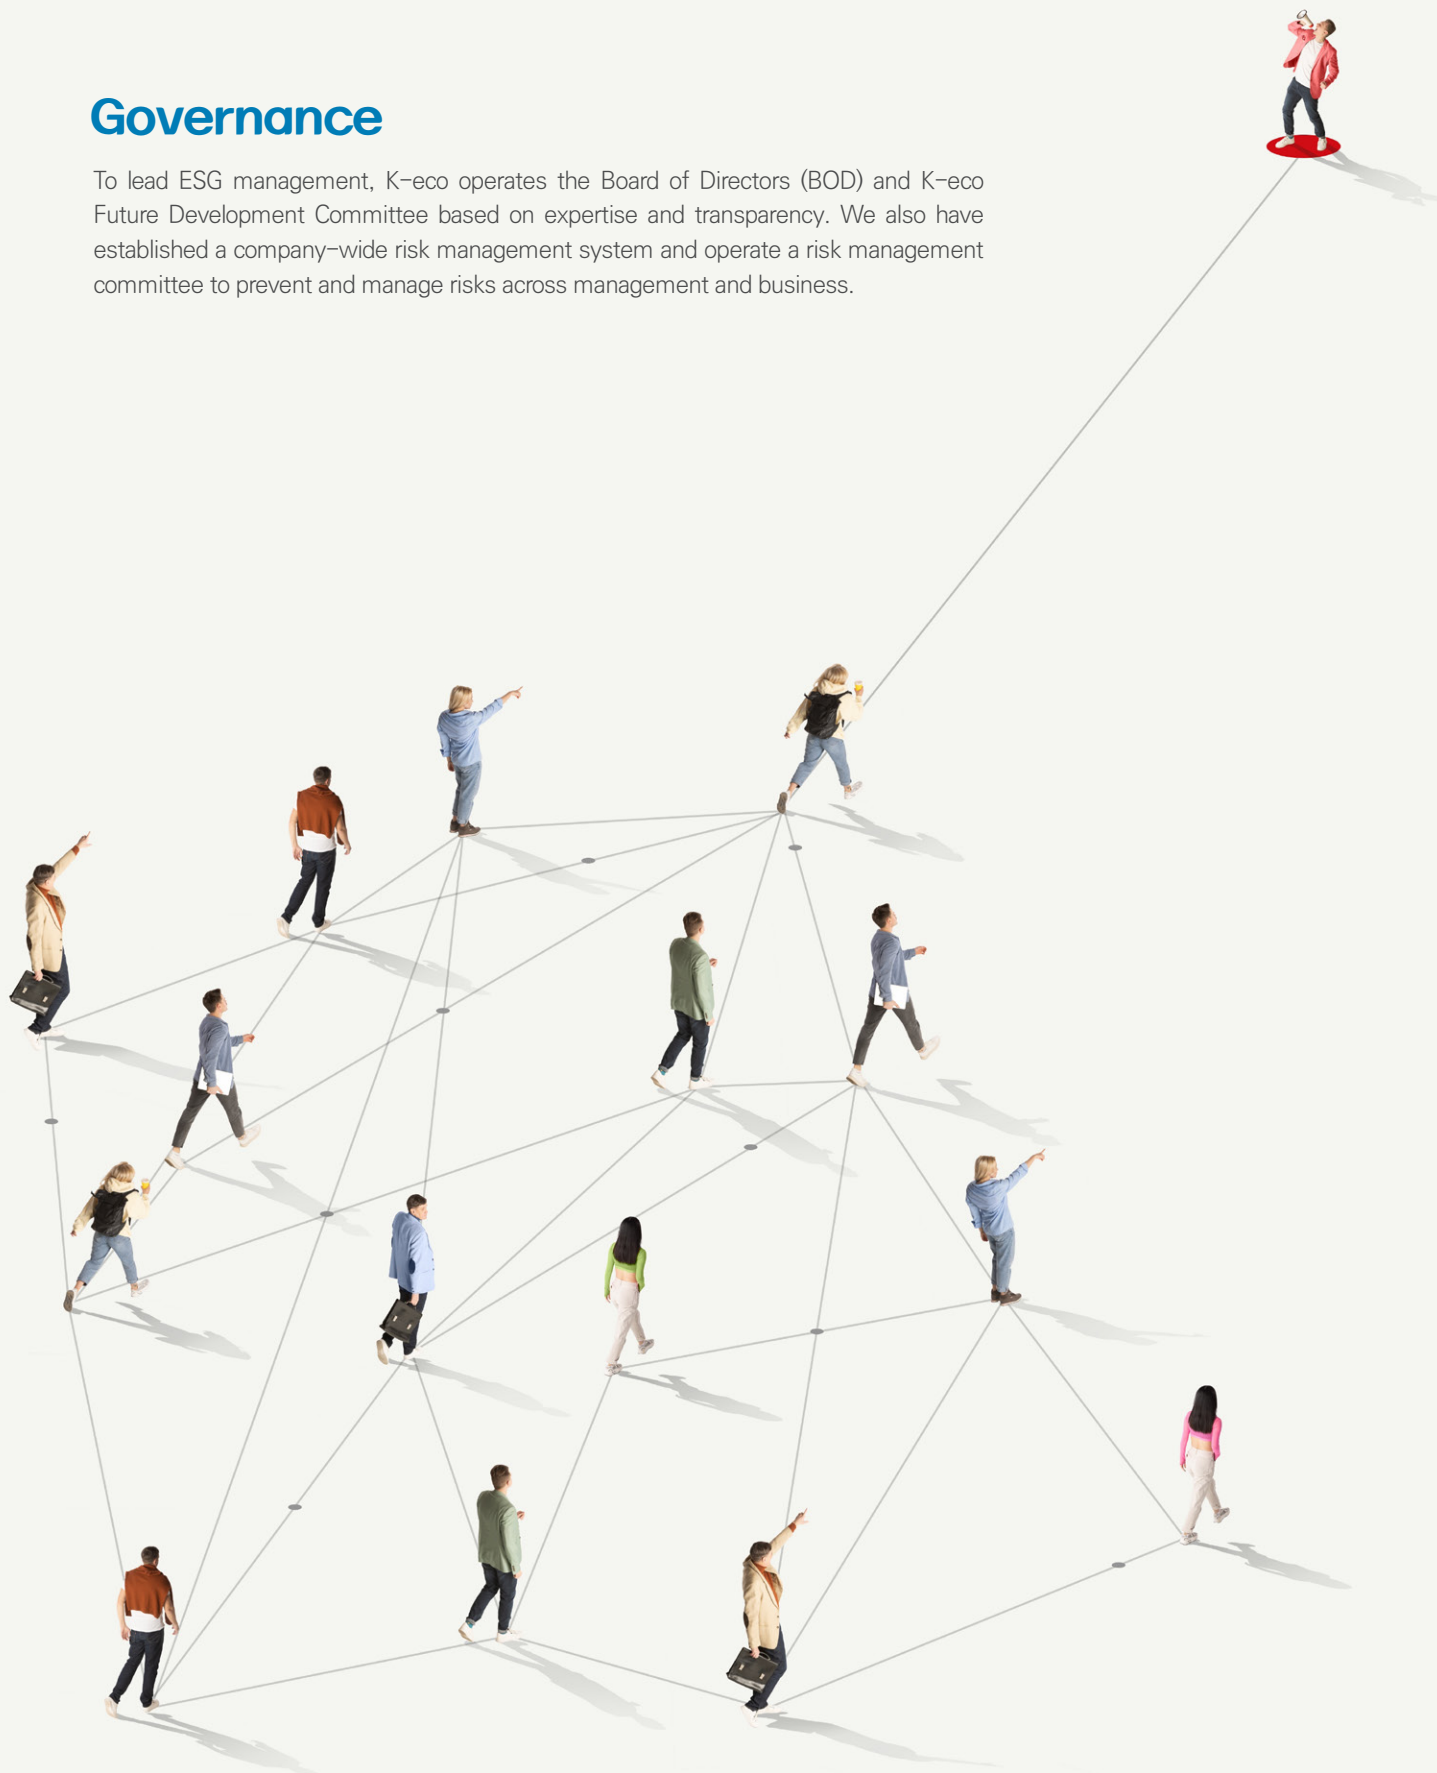 Governance
To lead ESG management, K-eco operates the Board of Directors (BOD) and K-eco
Future Development Committee based on expertise and transparency. We also have
established a company-wide risk management system and operate a risk management
committee to prevent and manage risks across management and business.